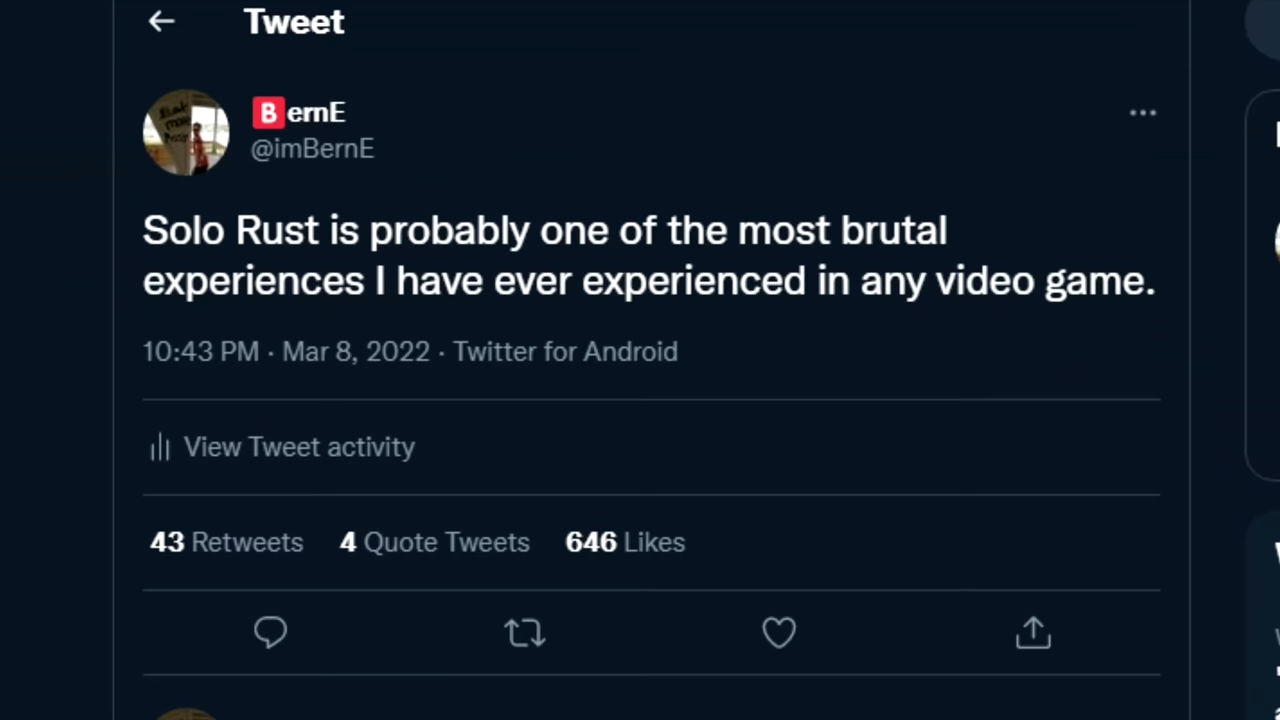 Tweet
🅱ernE
@imBernE
Solo Rust is probably one of the most brutal
experiences I have ever experienced in any video game.
10:43 PM · Mar 8, 2022 · Twitter for Android
View Tweet activity
43 Retweets 4 Quote Tweets 646 Likes